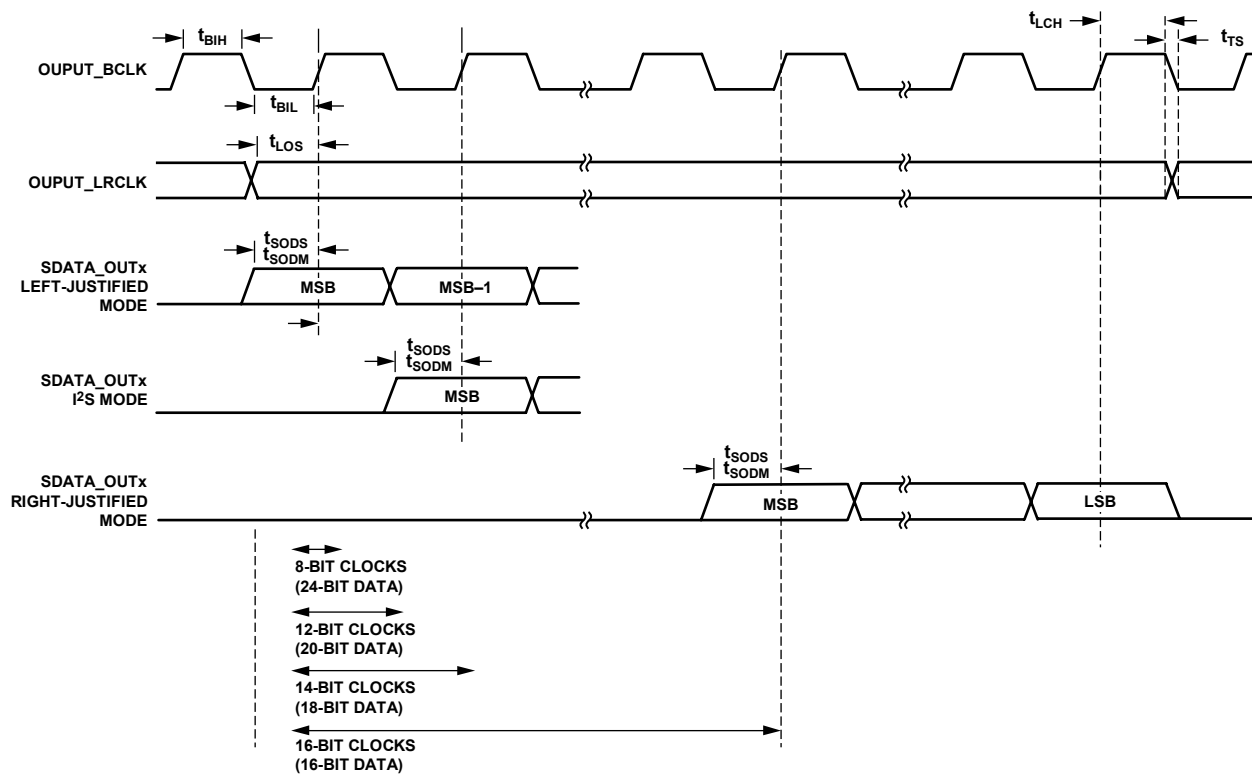 tBIH
tLCH
tTS
OUPUT_BCLK
tBIL
tLOS
OUPUT_LRCLK
tSODS
tSODM
SDATA_OUTx
LEFT-JUSTIFIED
MODE
MSB
MSB–1
tSODS
tSODM
SDATA_OUTx
I2S MODE
MSB
tSODS
tSODM
SDATA_OUTx
RIGHT-JUSTIFIED
MODE
MSB
LSB
8-BIT CLOCKS
(24-BIT DATA)
12-BIT CLOCKS
(20-BIT DATA)
14-BIT CLOCKS
(18-BIT DATA)
16-BIT CLOCKS
(16-BIT DATA)